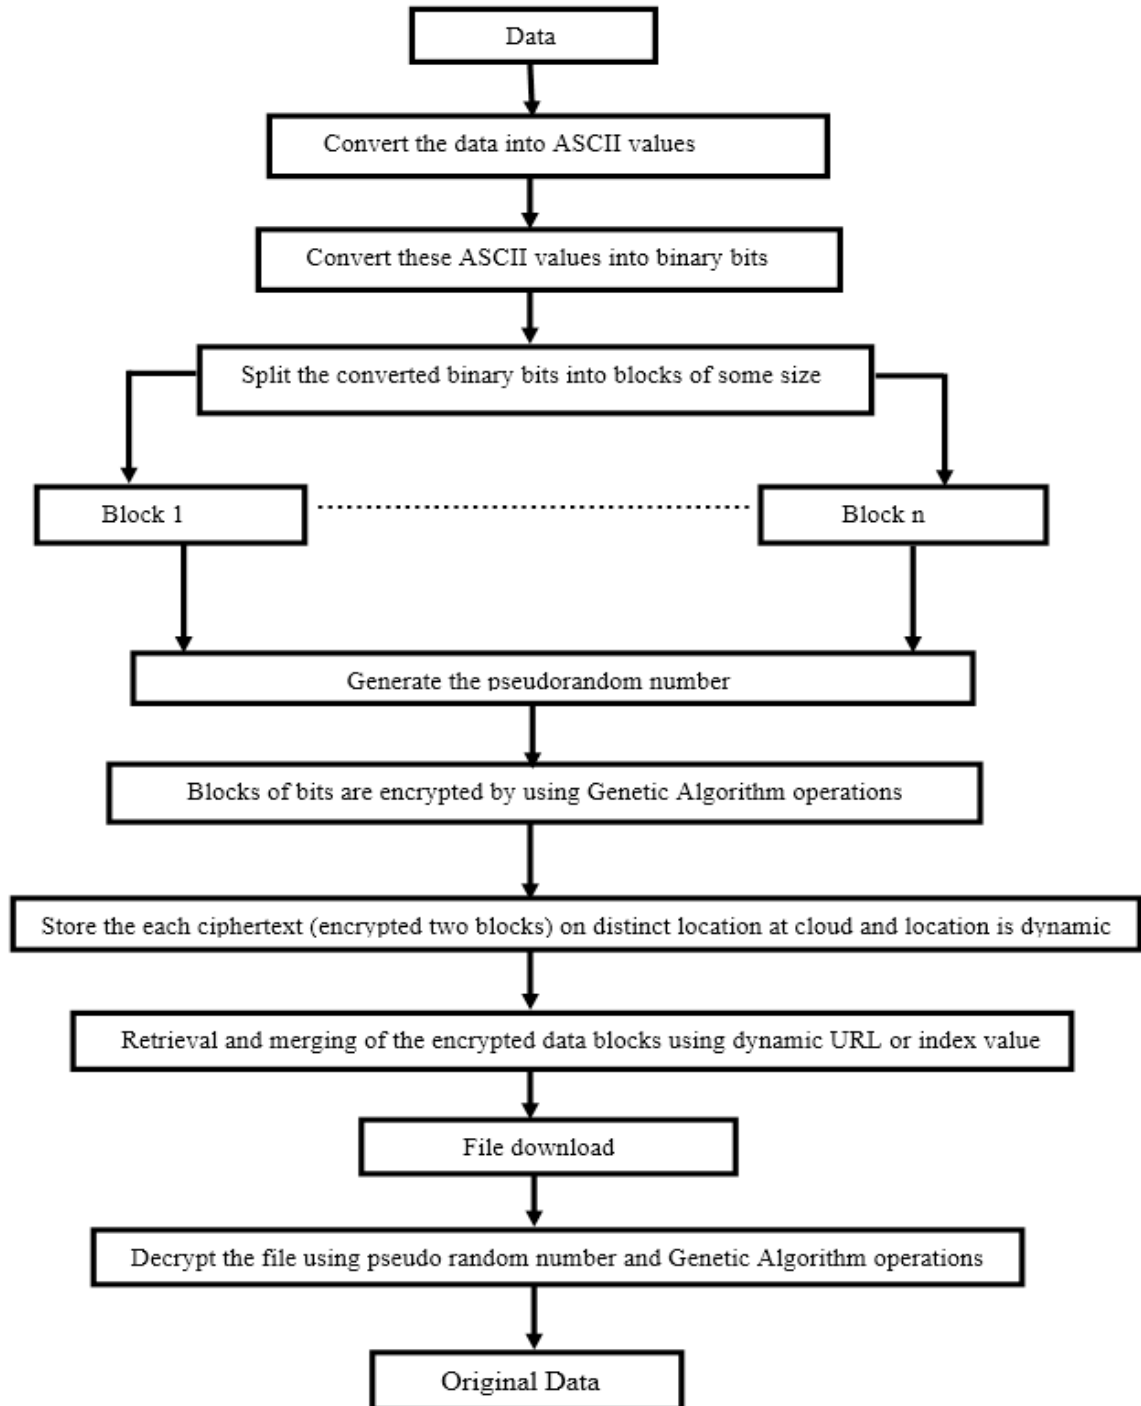 Data
Convert the data into ASCII values
Convert these ASCII values into binary bits
Split the converted binary bits into blocks of some size
Block 1
Block n
Generate the pseudorandom number
Blocks of bits are encrypted by using Genetic Algorithm operations
Store the each ciphertext (encrypted two blocks) on distinct location at cloud and location is dynamic
Retrieval and merging of the encrypted data blocks using dynamic URL or index value
File download
Decrypt the file using pseudo random number and Genetic Algorithm operations
Original Data